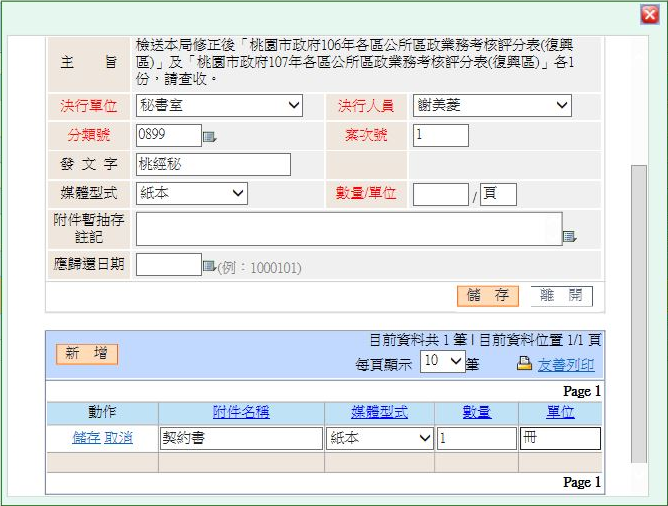 主 旨 檢送本局修正後「桃園市政府106年各區公所區政業務考核評分表(復興
區)」及「桃園市政府107年各區公所區政業務考核評分表(復興區)」各1
份，請查收。
決行單位 秘書室 決行人員 謝美菱
分類號 0899 案次號 1
發 文 字 桃經秘
媒體型式 紙本 數量/單位 / 頁
附件暫抽存
註記
應歸還日期 (例：1000101)
儲 存 離 開
目前資料共 1 筆 | 目前資料位置 1/1 頁
新 增 每頁顯示 10 筆 友善列印
Page 1
動作 附件名稱 媒體型式 數量 單位
儲存 取消 契約書 紙本 1 冊
Page 1